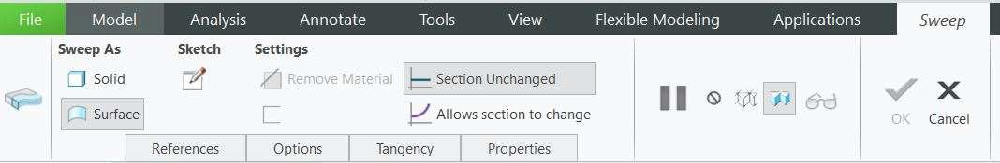 File Model Analysis Annotate Tools View Flexible Modeling Applications Sweep
Sweep As Sketch Settings
Solid Remove Material Section Unchanged
Surface Allows section to change
OK Cancel
References Options Tangency Properties